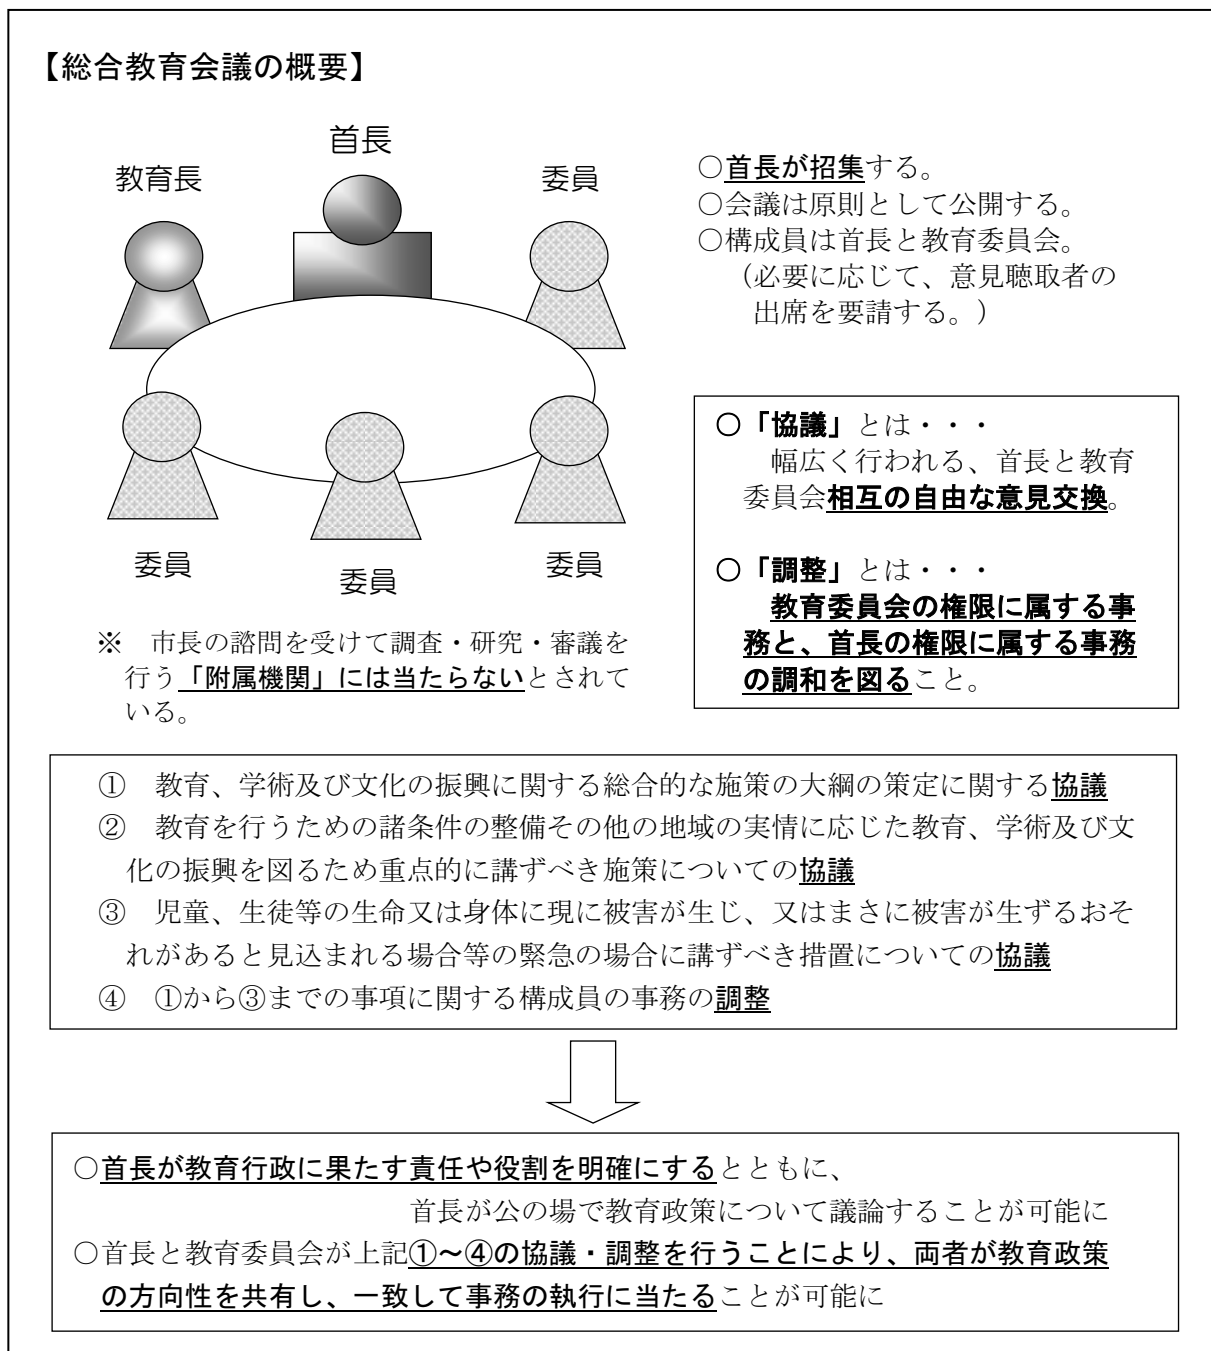 【総合教育会議の概要】
首長
教育長
委員
委員
委員
委員
※　市長の諮問を受けて調査・研究・審議を
行う「附属機関」には当たらないとされて
いる。
○首長が招集する。
○会議は原則として公開する。
○構成員は首長と教育委員会。
（必要に応じて、意見聴取者の
出席を要請する。）
○「協議」とは・・・
幅広く行われる、首長と教育
委員会相互の自由な意見交換。
○「調整」とは・・・
教育委員会の権限に属する事
務と、首長の権限に属する事務
の調和を図ること。
①　教育、学術及び文化の振興に関する総合的な施策の大綱の策定に関する協議
②　教育を行うための諸条件の整備その他の地域の実情に応じた教育、学術及び文
化の振興を図るため重点的に講ずべき施策についての協議
③　児童、生徒等の生命又は身体に現に被害が生じ、又はまさに被害が生ずるおそ
れがあると見込まれる場合等の緊急の場合に講ずべき措置についての協議
④　①から③までの事項に関する構成員の事務の調整
○首長が教育行政に果たす責任や役割を明確にするとともに、
首長が公の場で教育政策について議論することが可能に
○首長と教育委員会が上記①～④の協議・調整を行うことにより、両者が教育政策
の方向性を共有し、一致して事務の執行に当たることが可能に